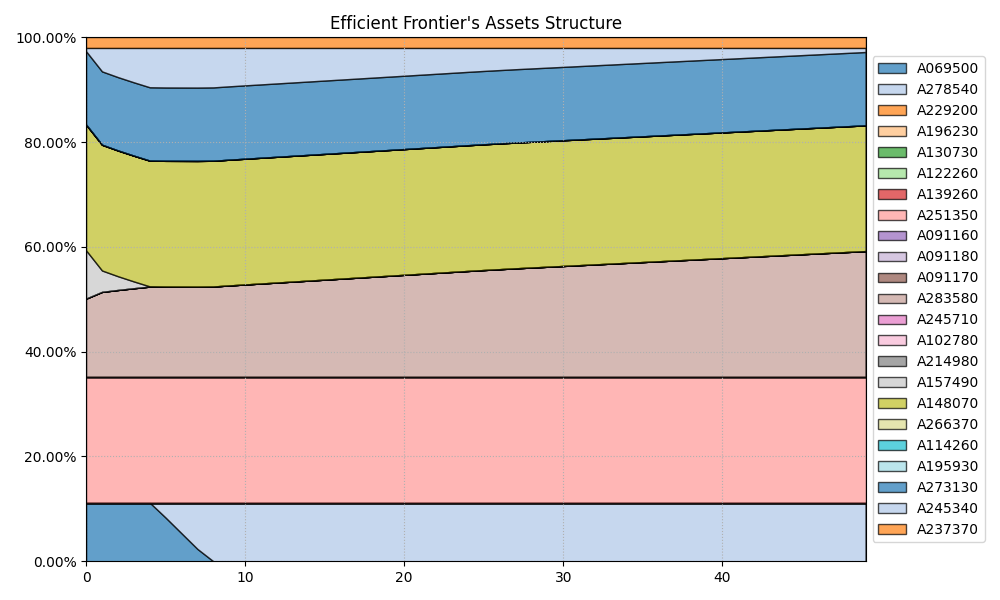 Efficient Frontier's Assets Structure
100.00%
80.00%
60.00%
40.00%
20.00%
0.00%
0
10
20
30
40
A069500
A278540
A229200
A196230
A130730
A122260
A139260
A251350
A091160
A091180
A091170
A283580
A245710
A102780
A214980
A157490
A148070
A266370
A114260
A195930
A273130
A245340
A237370